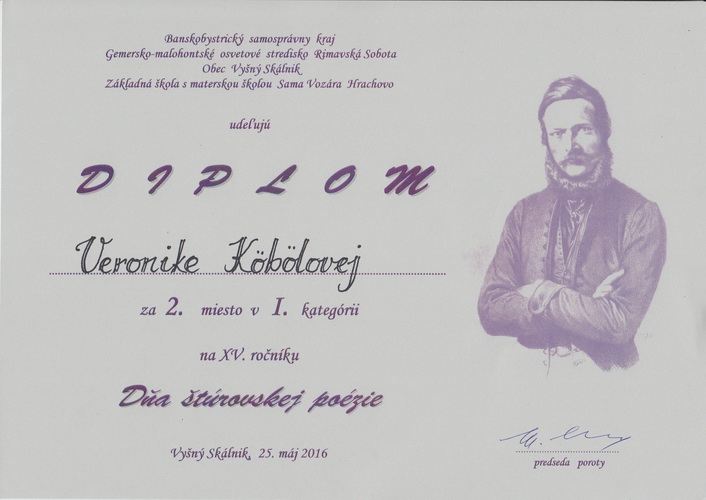 Banskobystrický samosprávny kraj
Gemersko-malohontské osvetové stredisko Rimavská Sobota
Obec Vyšný Skálnik
Základná škola s materskou školou Sama Vozára Hrachovo
udeľujú
DIPLOM
Veronike Köbölovej
za 2. miesto v I. kategórii
na XV. ročníku
Dňa štúrovskej poézie
Vyšný Skálnik, 25. máj 2016
predseda poroty